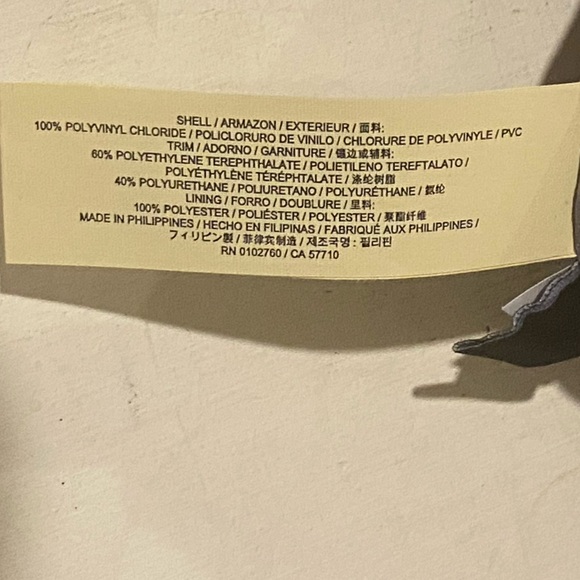 SHELL / ARMAZON / EXTERIEUR / 面料:
100% POLYVINYL CHLORIDE / POLICLORURO DE VINILO / CHLORURE DE POLYVINYLE / PVC
TRIM / ADORNO / GARNITURE / 镶边或辅料:
60% POLYETHYLENE TEREPHTHALATE / POLIETILENO TEREFTALATO /
POLYÉTHYLÈNE TÉRÉPHTALATE / 涤纶树脂
40% POLYURETHANE / POLIURETANO / POLYURÉTHANE / 氨纶
LINING / FORRO / DOUBLURE / 里料:
100% POLYESTER / POLIÉSTER / POLYESTER / 聚酯纤维
MADE IN PHILIPPINES / HECHO EN FILIPINAS / FABRIQUÉ AUX PHILIPPINES /
フィリピン製 / 菲律宾制造 / 제조국명 : 필리핀
RN 0102760 / CA 57710